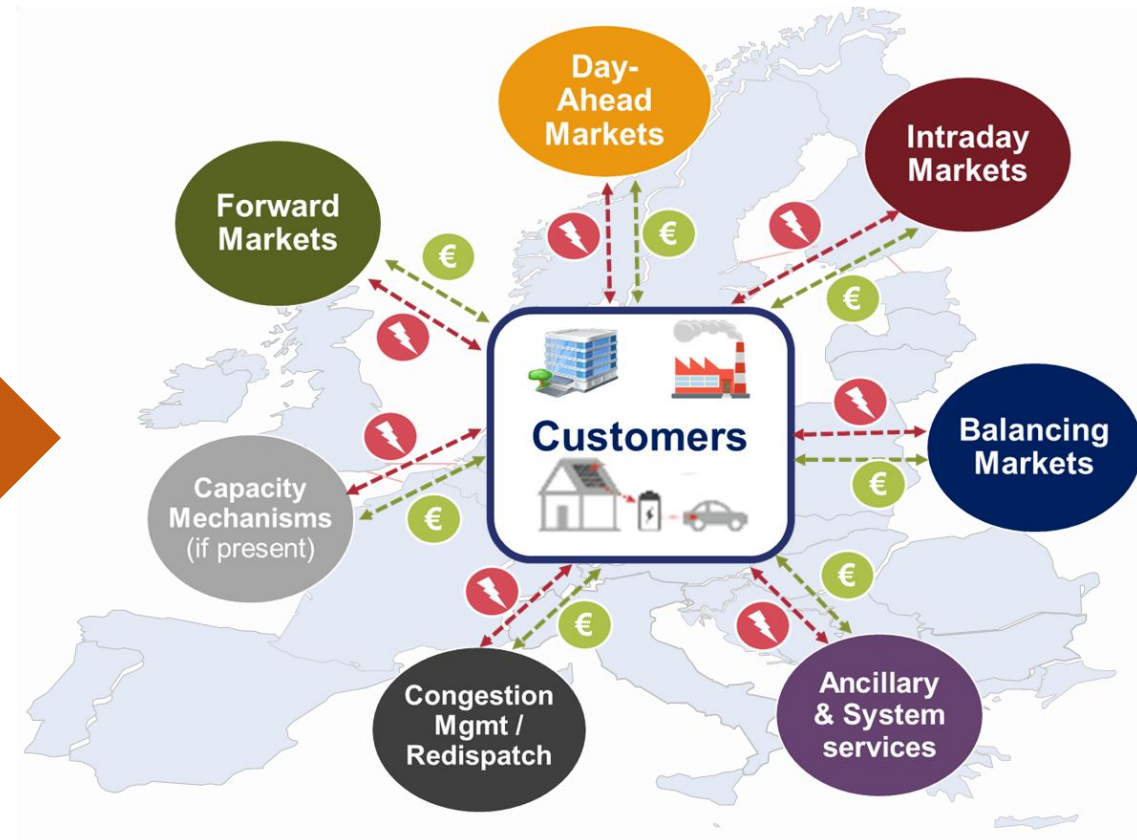 Day-
Ahead
Markets
Intraday
Markets
Forward
Markets
€
€
€
Customers
Balancing
Markets
€
Capacity
Mechanisms
(if present)
€
€
€
Congestion
Mgmt /
Redispatch
Ancillary
& System
services